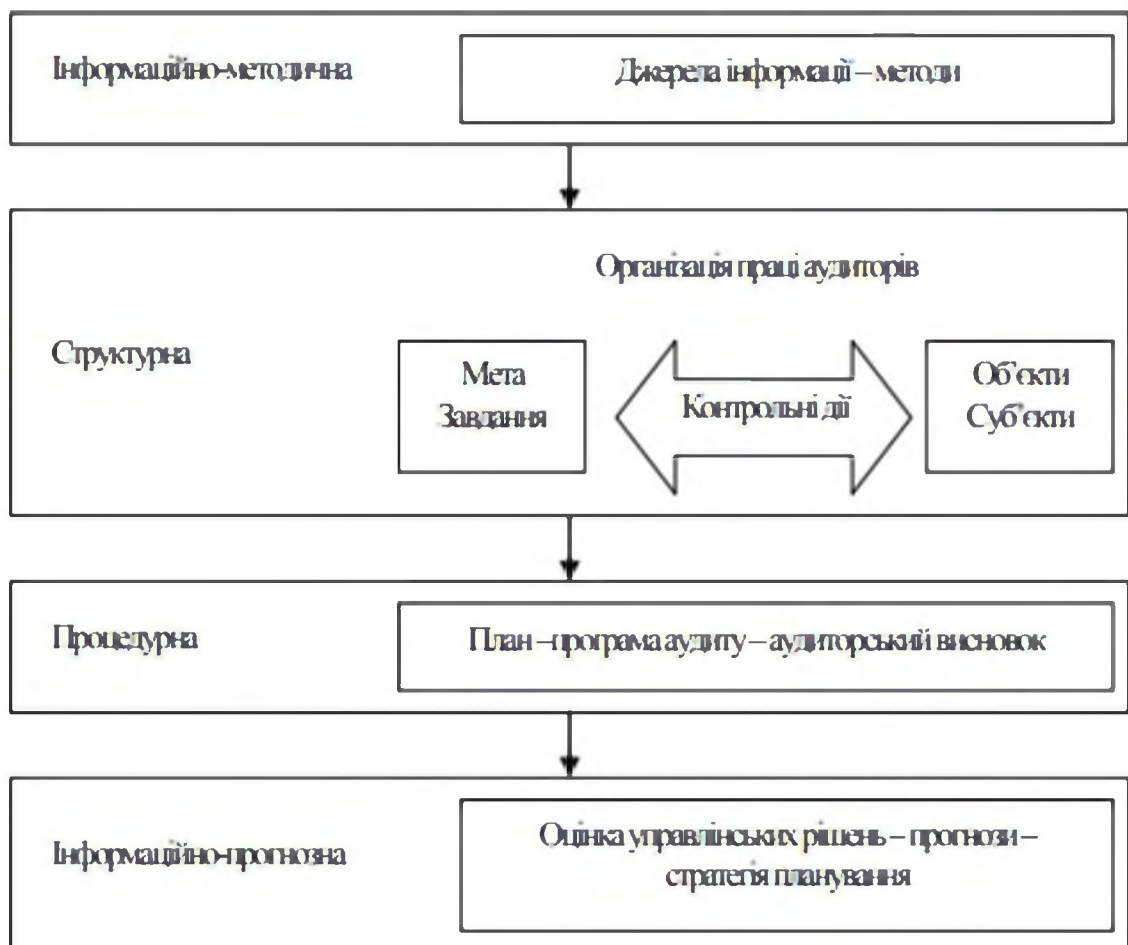 Інформаційно-методична
Джерела інформації – методи
Організація праці аудиторів
Структурна
Мета
Завдання
Контрольні дії
Об'єкти
Суб'єкти
Процедурна
План – програма аудиту – аудиторський висновок
Інформаційно-прогнозна
Оцінка управлінських рішень – прогнози –
стратегія планування